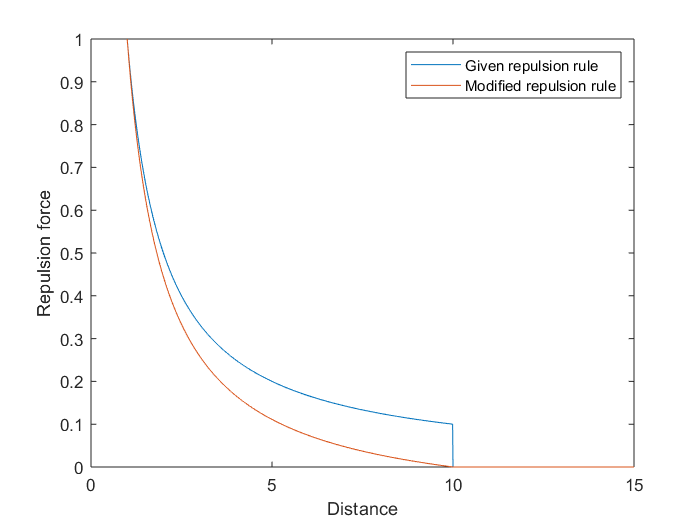 Given repulsion rule
Modified repulsion rule
1
0.9
0.8
0.7
0.6
0.5
0.4
0.3
0.2
0.1
0
Repulsion force
0 5 10 15
Distance